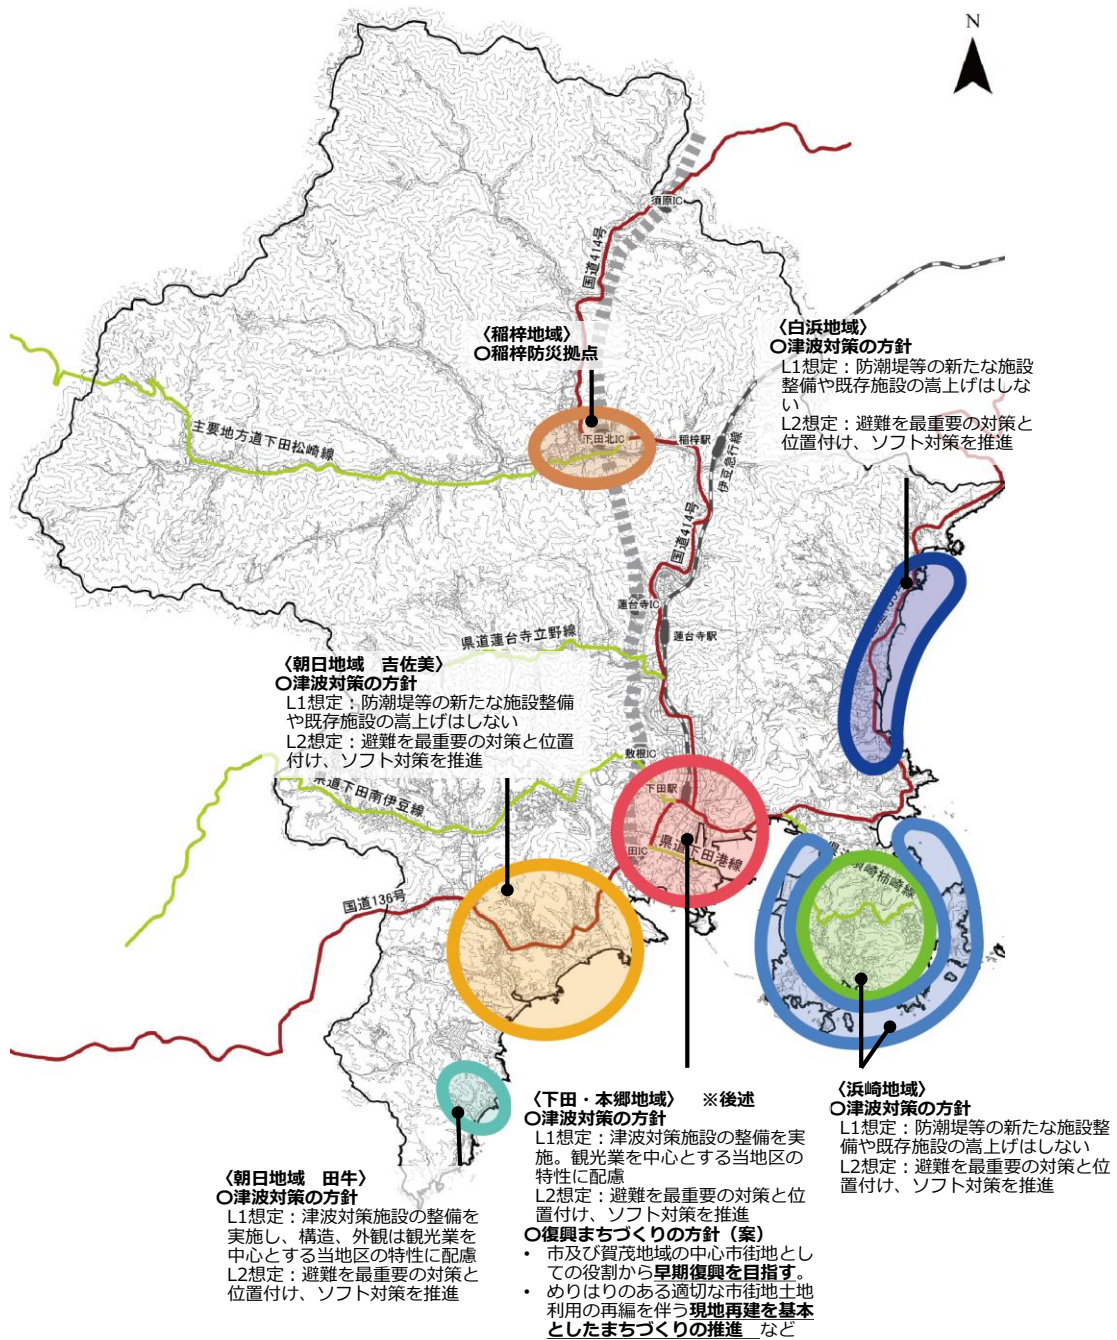 N
須原IC
国道414号
〈稲梓地域〉
〇稲梓防災拠点
〈白浜地域〉
〇津波対策の方針
L1想定：防潮堤等の新たな施設
整備や既存施設の嵩上げはしな
い
L2想定：避難を最重要の対策と
位置付け、ソフト対策を推進
主要地方道下田松崎線
下田北IC
稲梓駅
伊豆急行線
国道414号
蓮台寺IC
蓮台寺駅
県道蓮台寺立野線
〈朝日地域　吉佐美〉
〇津波対策の方針
L1想定：防潮堤等の新たな施設整備
や既存施設の嵩上げはしない
L2想定：避難を最重要の対策と位置
付け、ソフト対策を推進
敷根IC
下田駅
県道下田南伊豆線
田IC
県道下田港線
須崎柿崎線
国道136号
〈下田・本郷地域〉　※後述
〇津波対策の方針
L1想定：津波対策施設の整備を実
施。観光業を中心とする当地区の
特性に配慮
L2想定：避難を最重要の対策と位
置付け、ソフト対策を推進
〇復興まちづくりの方針（案）
• 市及び賀茂地域の中心市街地とし
ての役割から早期復興を目指す。
• めりはりのある適切な市街地土地
利用の再編を伴う現地再建を基本
としたまちづくりの推進　など
〈浜崎地域〉
〇津波対策の方針
L1想定：防潮堤等の新たな施設整
備や既存施設の嵩上げはしない
L2想定：避難を最重要の対策と位
置付け、ソフト対策を推進
〈朝日地域　田牛〉
〇津波対策の方針
L1想定：津波対策施設の整備を
実施し、構造、外観は観光業を
中心とする当地区の特性に配慮
L2想定：避難を最重要の対策と
位置付け、ソフト対策を推進